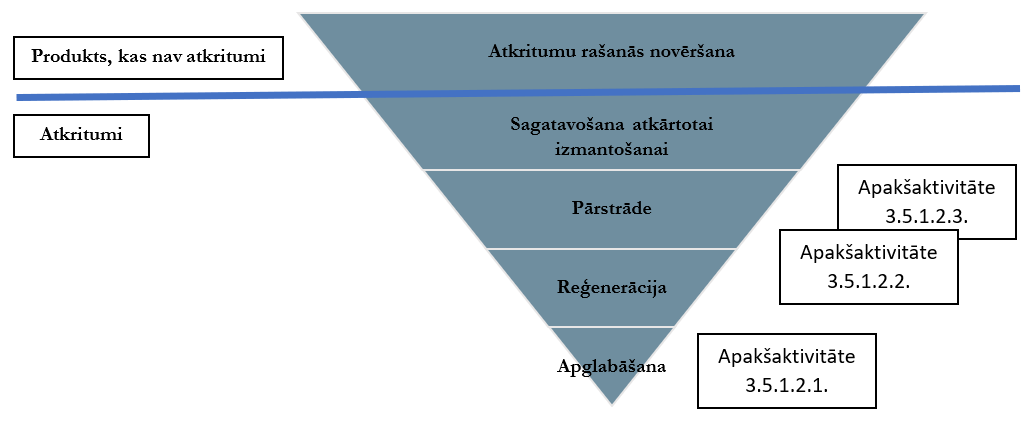 Produkts, kas nav atkritumi
Atkritumu rašanās novēršana
Atkritumi
Sagatavošana atkārtotai
izmantošanai
Pārstrāde
Apakšaktivitāte
3.5.1.2.3.
Apakšaktivitāte
3.5.1.2.2.
Reģenerācija
Apglabāšana
Apakšaktivitāte
3.5.1.2.1.